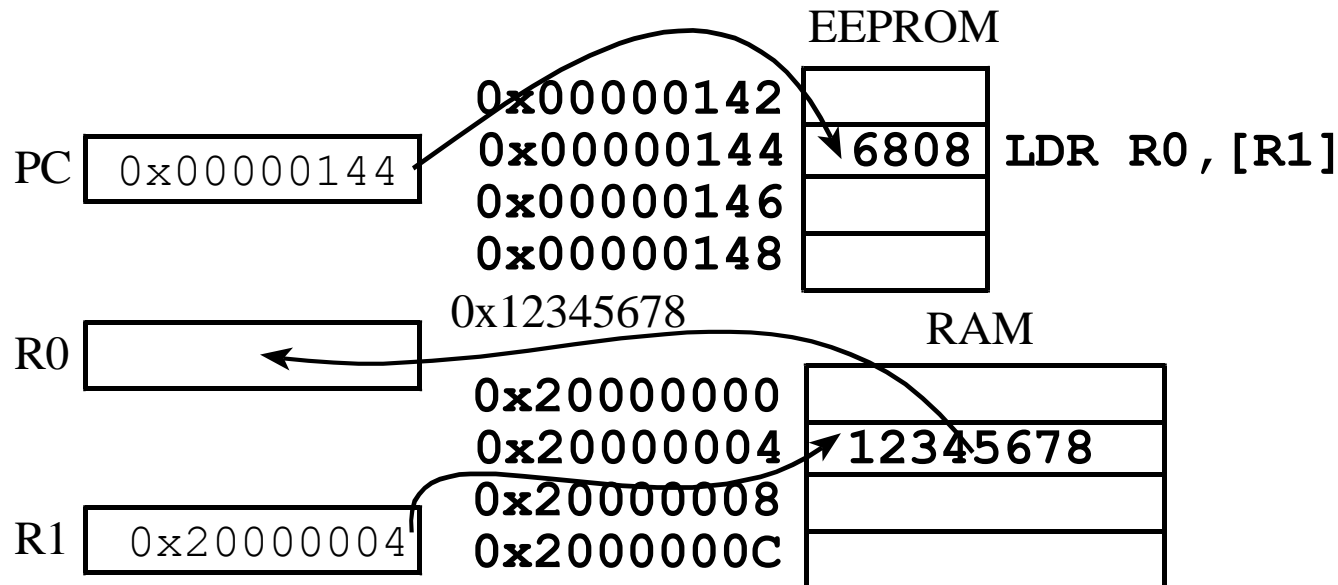 EEPROM
0x00000142
PC 0x00000144 0x00000144 6808 LDR R0,[R1]
0x00000146
0x00000148
0x12345678
RAM
R0
0x20000000
0x20000004 12345678
0x20000008
R1 0x20000004 0x2000000C